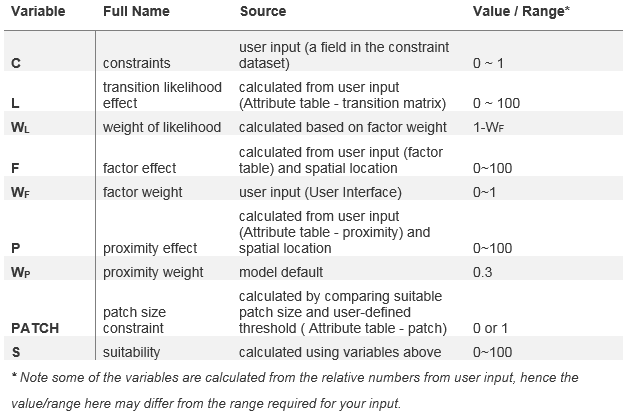 Variable Full Name Source Value / Range*
C constraints user input (a field in the constraint dataset) 0 ~ 1
L transition likelihood effect calculated from user input (Attribute table - transition matrix) 0 ~ 100
WL weight of likelihood calculated based on factor weight 1-WF
F factor effect calculated from user input (factor table) and spatial location 0~100
WF factor weight user input (User Interface) 0~1
P proximity effect calculated from user input (Attribute table - proximity) and spatial location 0~100
WP proximity weight model default 0.3
PATCH patch size constraint calculated by comparing suitable patch size and user-defined threshold ( Attribute table - patch) 0 or 1
S suitability calculated using variables above 0~100
* Note some of the variables are calculated from the relative numbers from user input, hence the
value/range here may differ from the range required for your input.